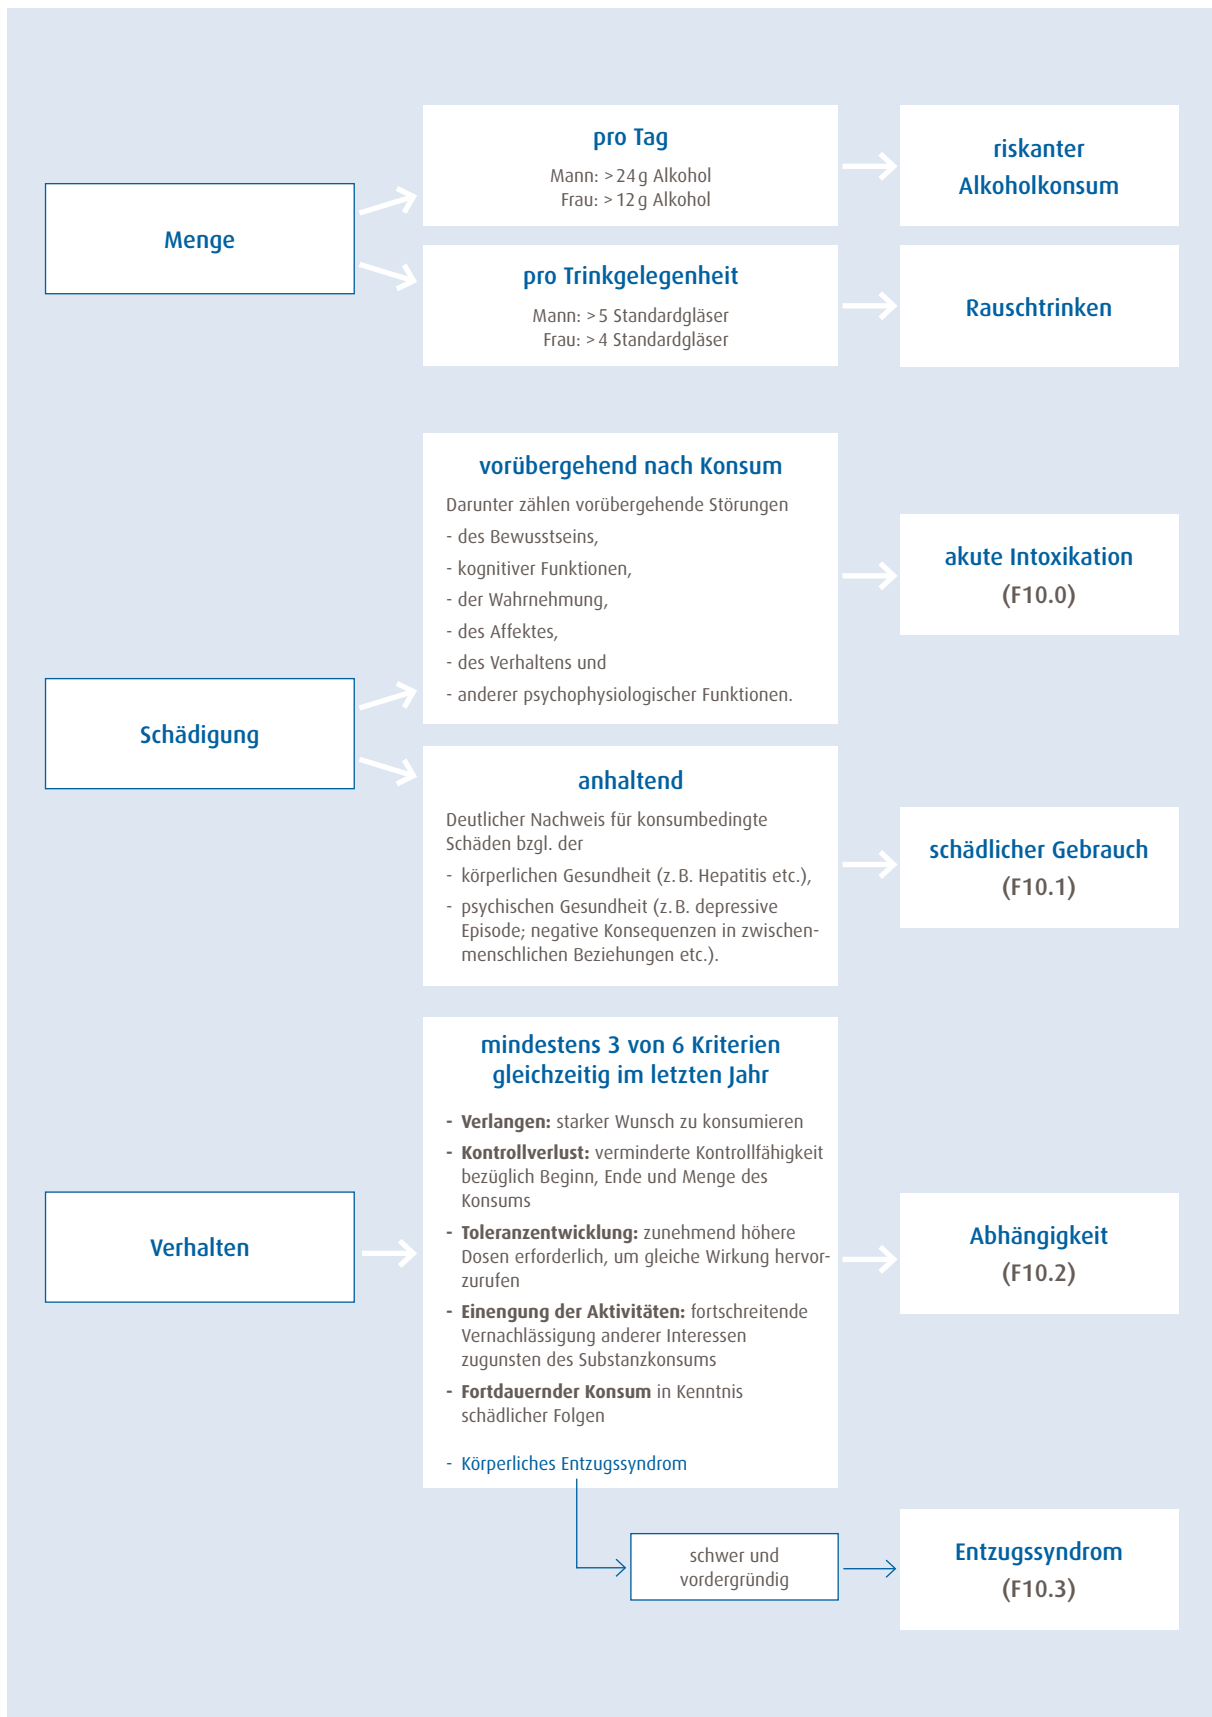 Menge
pro Tag
Mann: > 24 g Alkohol
Frau: > 12 g Alkohol
riskanter
Alkoholkonsum
pro Trinkgelegenheit
Mann: > 5 Standardgläser
Frau: > 4 Standardgläser
Rauschtrinken
Schädigung
vorübergehend nach Konsum
Darunter zählen vorübergehende Störungen
- des Bewusstseins,
- kognitiver Funktionen,
- der Wahrnehmung,
- des Affektes,
- des Verhaltens und
- anderer psychophysiologischer Funktionen.
akute Intoxikation
(F10.0)
anhaltend
Deutlicher Nachweis für konsumbedingte
Schäden bzgl. der
- körperlichen Gesundheit (z. B. Hepatitis etc.),
- psychischen Gesundheit (z. B. depressive
Episode; negative Konsequenzen in zwischen-
menschlichen Beziehungen etc.).
schädlicher Gebrauch
(F10.1)
Verhalten
mindestens 3 von 6 Kriterien
gleichzeitig im letzten Jahr
- Verlangen: starker Wunsch zu konsumieren
- Kontrollverlust: verminderte Kontrollfähigkeit
bezüglich Beginn, Ende und Menge des
Konsums
- Toleranzentwicklung: zunehmend höhere
Dosen erforderlich, um gleiche Wirkung hervor-
zurufen
- Einengung der Aktivitäten: fortschreitende
Vernachlässigung anderer Interessen
zugunsten des Substanzkonsums
- Fortdauernder Konsum in Kenntnis
schädlicher Folgen
- Körperliches Entzugssyndrom
Abhängigkeit
(F10.2)
schwer und
vordergründig
Entzugssyndrom
(F10.3)